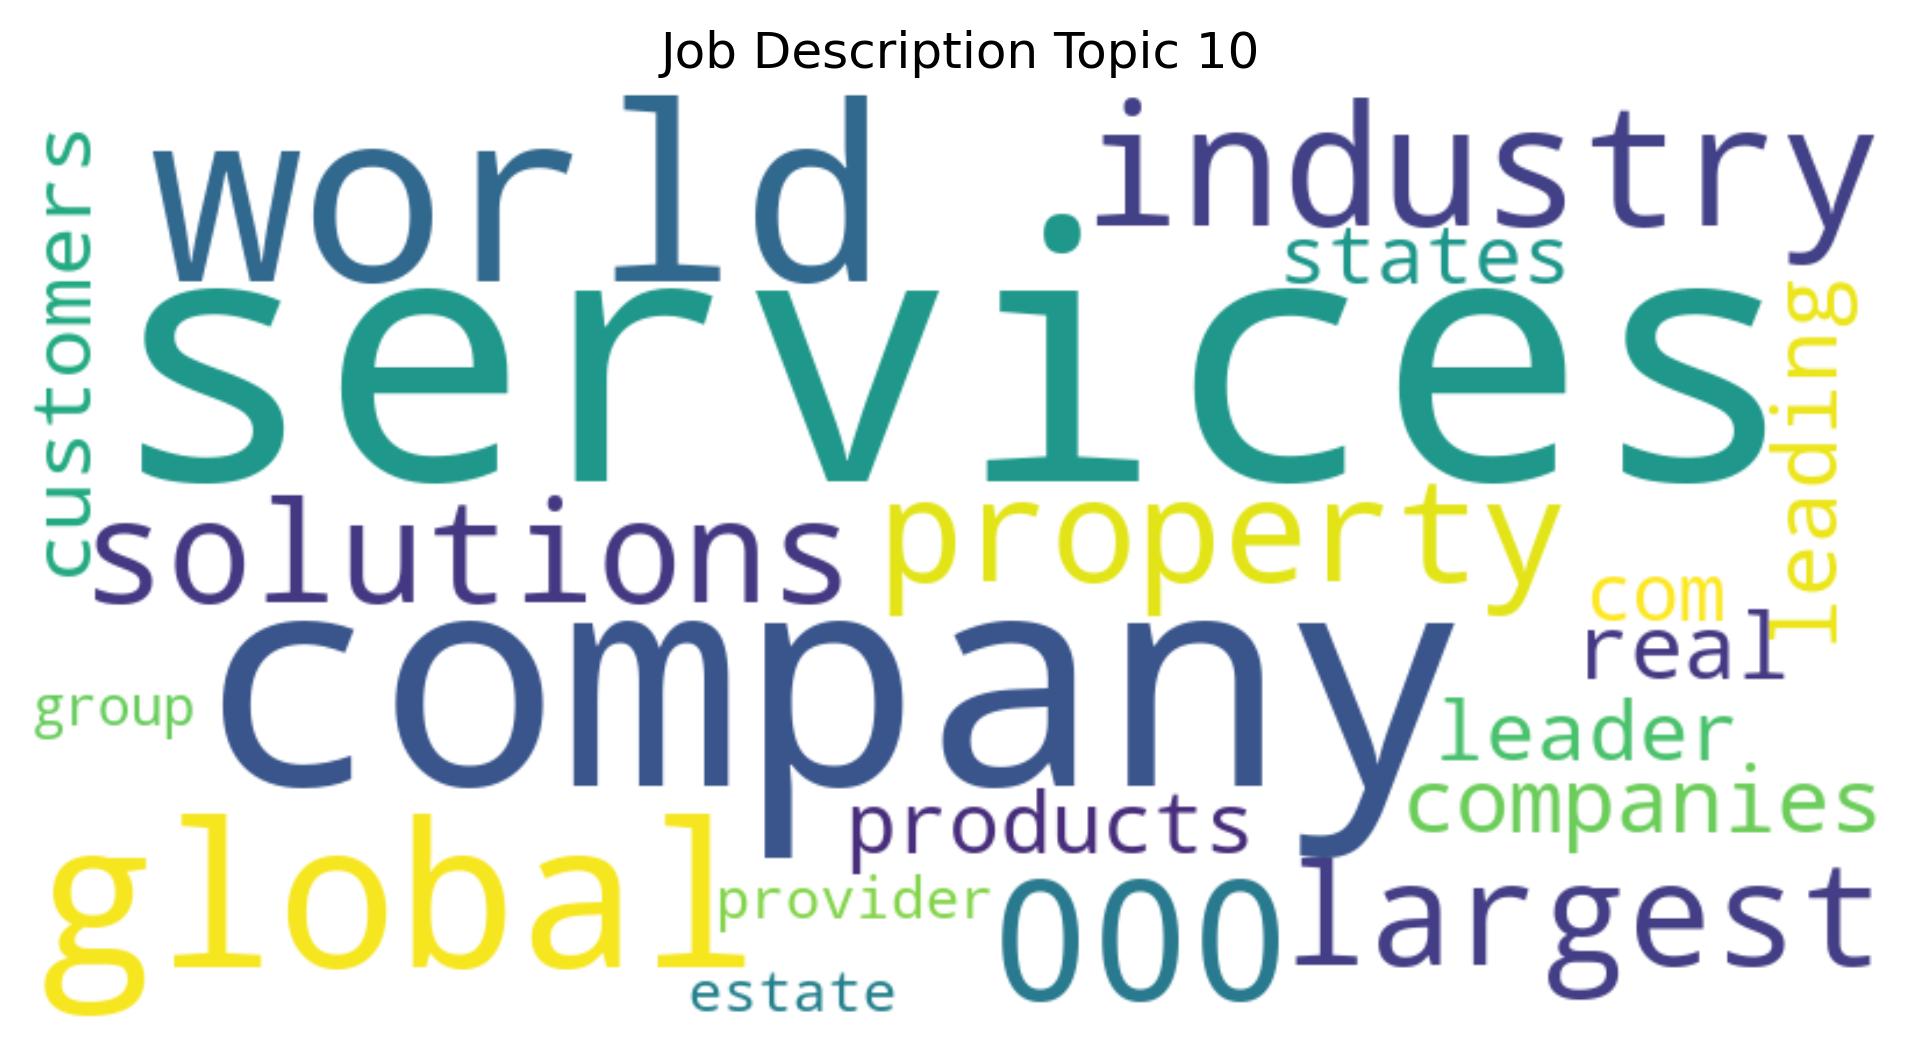 Job Description Topic 10
customers
world
industry
states
services
leading
solutions
property
com
real
company
group
leader
companies
products
global
provider
000
largest
estate